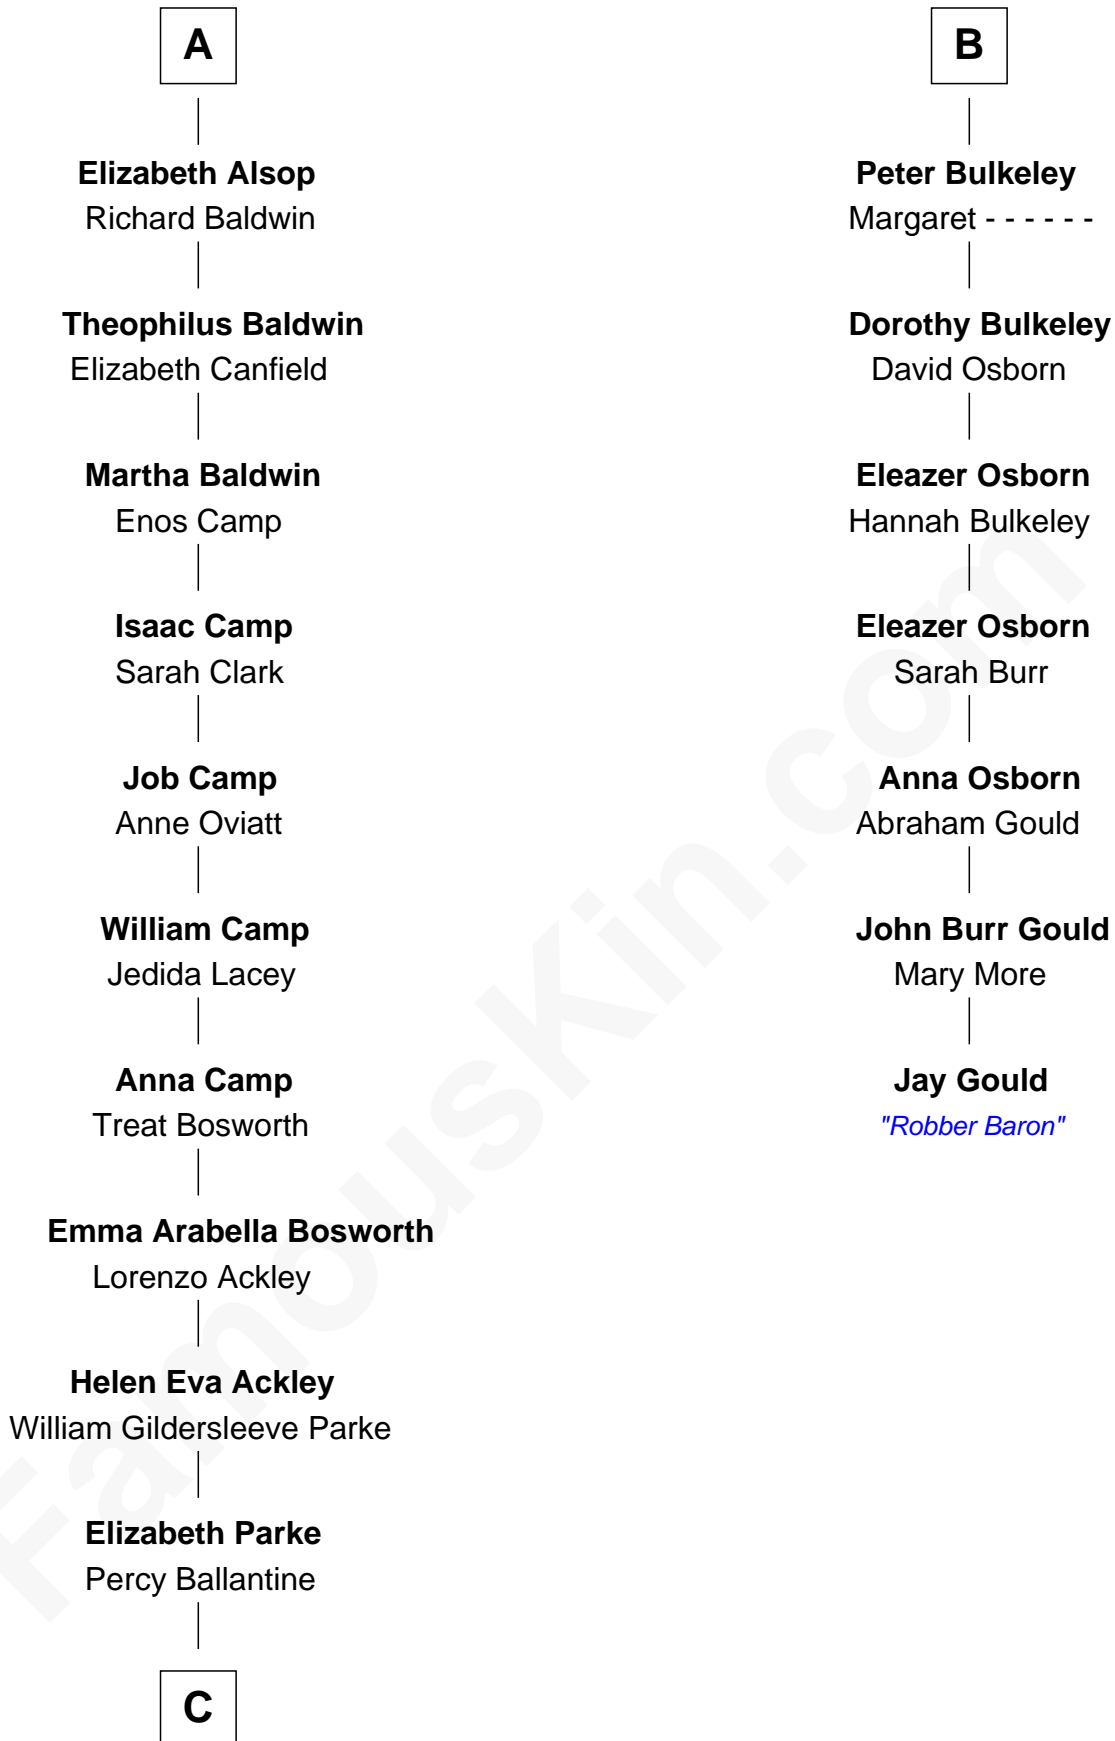 A
Elizabeth Alsop
Richard Baldwin
Theophilus Baldwin
Elizabeth Canfield
Martha Baldwin
Enos Camp
Isaac Camp
Sarah Clark
Job Camp
Anne Oviatt
William Camp
Jedida Lacey
Anna Camp
Treat Bosworth
Emma Arabella Bosworth
Lorenzo Ackley
Helen Eva Ackley
William Gildersleeve Parke
Elizabeth Parke
Percy Ballantine
C
B
Peter Bulkeley
Margaret - - - - - -
Dorothy Bulkeley
David Osborn
Eleazer Osborn
Hannah Bulkeley
Eleazer Osborn
Sarah Burr
Anna Osborn
Abraham Gould
John Burr Gould
Mary More
Jay Gould
"Robber Baron"
FamousKin.com